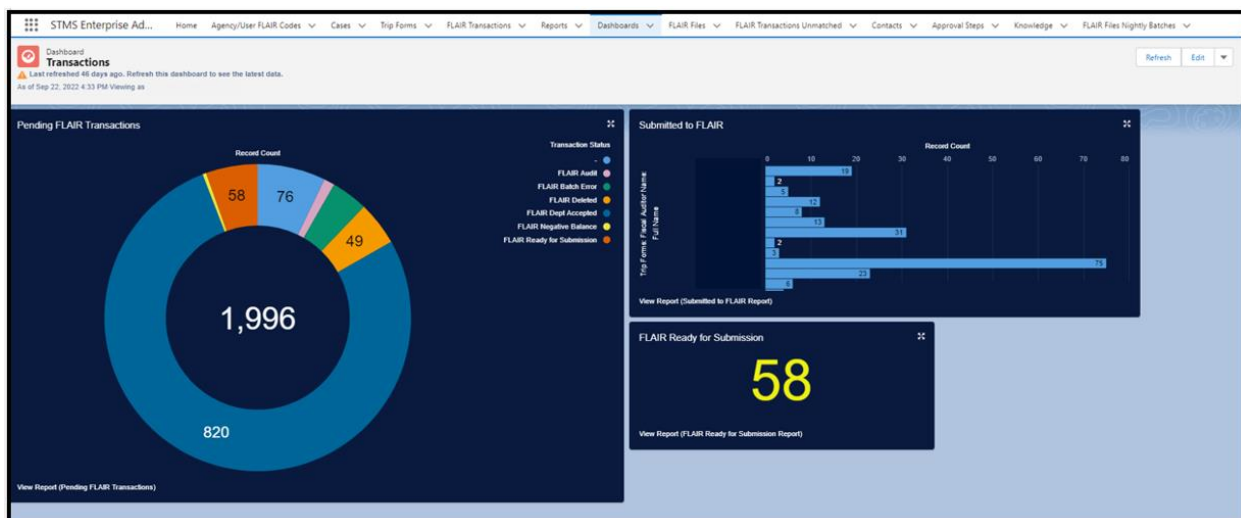 STMS Enterprise Ad...
Home Agency/User FLAIR Codes Cases Trip Forms FLAIR Transactions Reports Dashboards FLAIR Files FLAIR Transactions Unmatched Contacts Approval Steps Knowledge FLAIR Files Nightly Batches
Dashboard
Transactions
Last refreshed 46 days ago. Refresh this dashboard to see the latest data.
As of Sep 22, 2022 4:33 PM Viewing as
Refresh Edit
Pending FLAIR Transactions
Record Count
58 76
49
1,996
820
Transaction Status
-
FLAIR Audit
FLAIR Batch Error
FLAIR Deleted
FLAIR Dept Accepted
FLAIR Negative Balance
FLAIR Ready for Submission
View Report (Pending FLAIR Transactions)
Submitted to FLAIR
Record Count
0 10 20 30 40 50 60 70 80
Trip Forms: Fiscal Auditor Name:
Full Name
19
2
5
12
8
13
31
2
3
75
23
6
View Report (Submitted to FLAIR Report)
FLAIR Ready for Submission
58
View Report (FLAIR Ready for Submission Report)